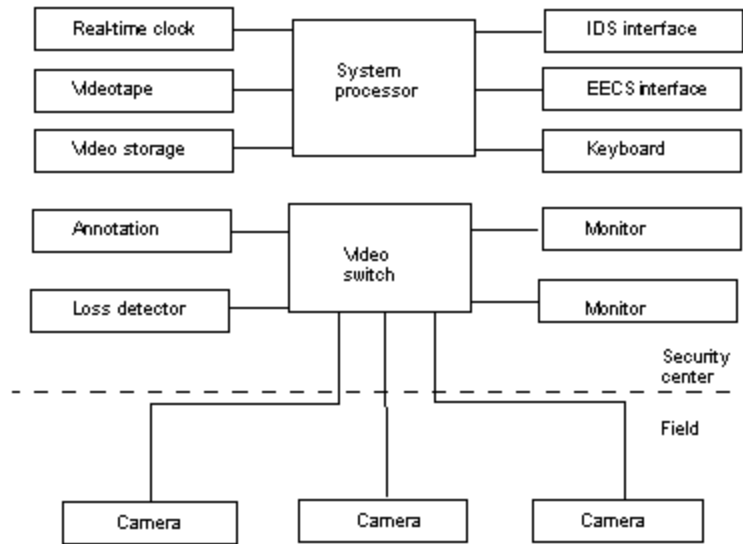 Real-time clock
IDS interface
System
processor
Videotape
EECS interface
Video storage
Keyboard
Annotation
Monitor
Video
switch
Loss detector
Monitor
Security
center
Field
Camera
Camera
Camera